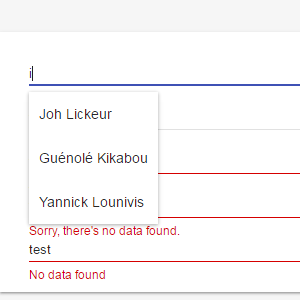 i
Joh Lickeur
Guénolé Kikabou
Yannick Lounivis
Sorry, there's no data found.
test
No data found